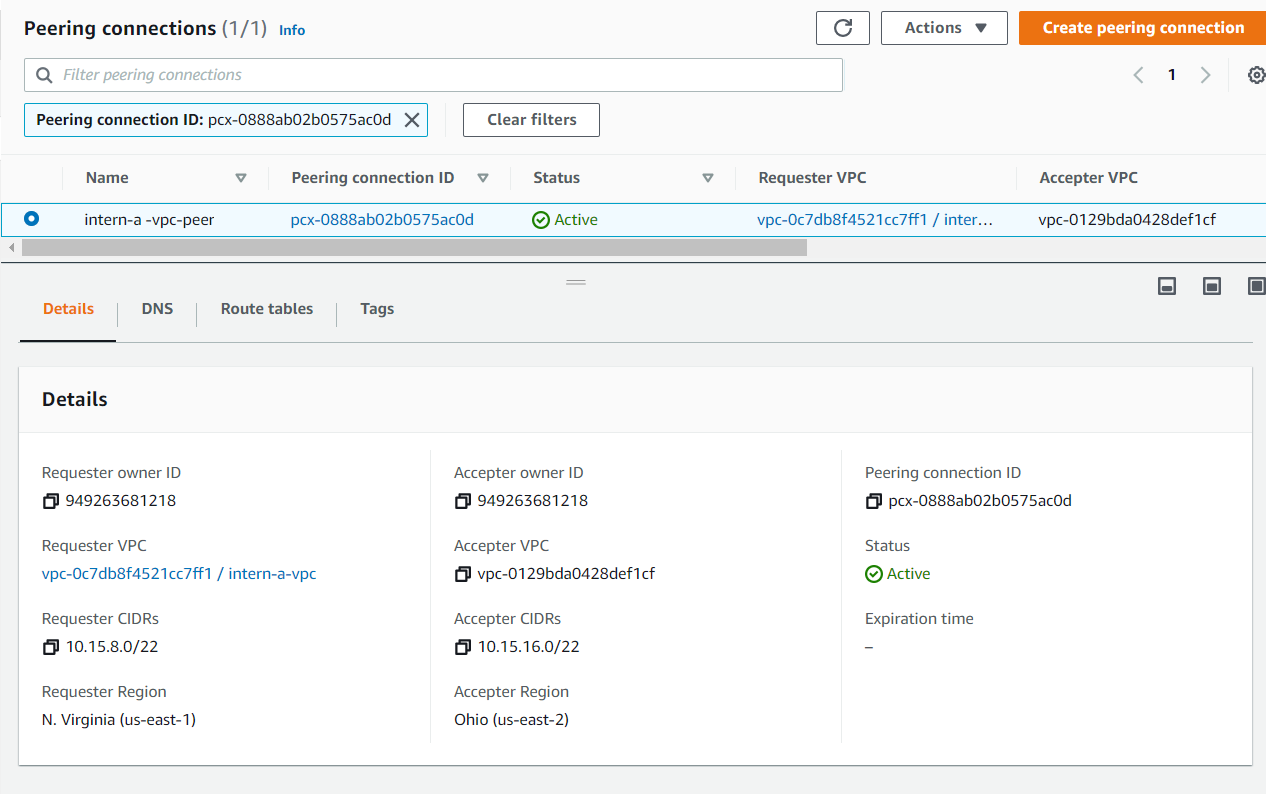 Peering connections (1/1) Info
Actions ▼
Create peering connection
Filter peering connections
1
Peering connection ID: pcx-0888ab02b0575ac0d
Clear filters
Name Peering connection ID Status Requester VPC Accepter VPC
intern-a -vpc-peer pcx-0888ab02b0575ac0d Active vpc-0c7db8f4521cc7ff1 / inter... vpc-0129bda0428def1cf
Details DNS Route tables Tags
Details
Requester owner ID
949263681218
Requester VPC
vpc-0c7db8f4521cc7ff1 / intern-a-vpc
Requester CIDRs
10.15.8.0/22
Requester Region
N. Virginia (us-east-1)
Accepter owner ID
949263681218
Accepter VPC
vpc-0129bda0428def1cf
Accepter CIDRs
10.15.16.0/22
Accepter Region
Ohio (us-east-2)
Peering connection ID
pcx-0888ab02b0575ac0d
Status
Active
Expiration time
–